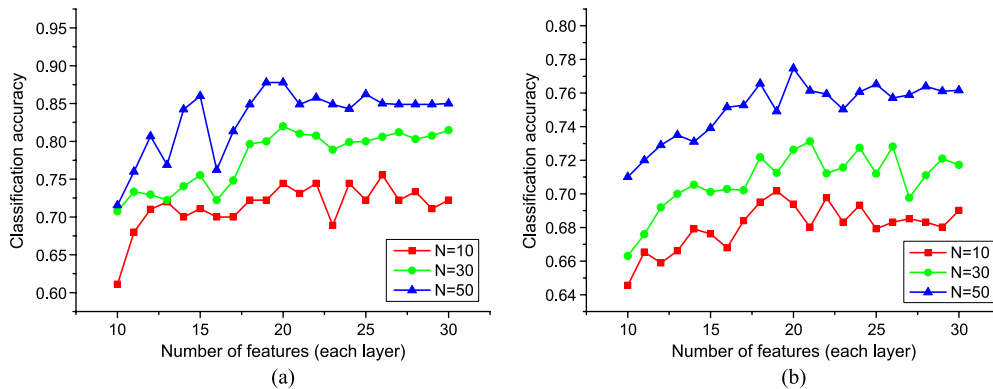 0.95
0.90
0.85
0.80
0.75
0.70
0.65
0.60
Classification accuracy
N=10
N=30
N=50
10 15 20 25 30
Number of features (each layer)
(a)
0.80
0.78
0.76
0.74
0.72
0.70
0.68
0.66
0.64
Classification accuracy
N=10
N=30
N=50
10 15 20 25 30
Number of features (each layer)
(b)